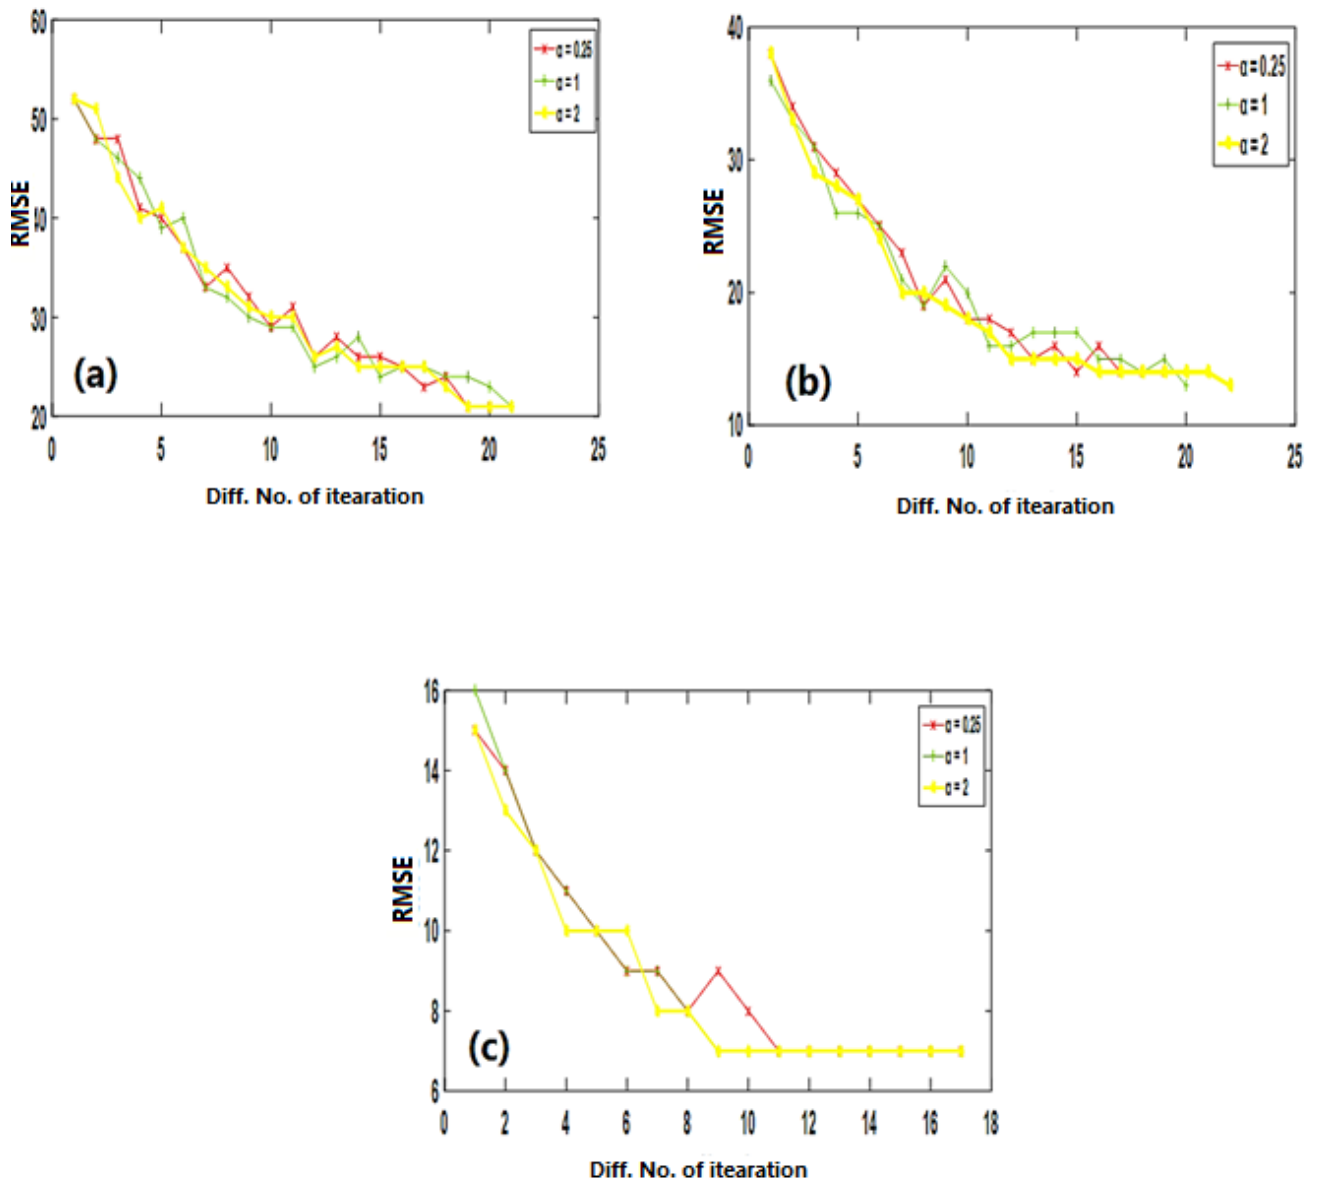 60
50
40
30
20
RMSE
α = 0.25
α = 1
α = 2
(a)
0 5 10 15 20 25
Diff. No. of itearation
40
30
20
10
RMSE
α = 0.25
α = 1
α = 2
(b)
0 5 10 15 20 25
Diff. No. of itearation
16
14
12
10
8
6
RMSE
α = 0.25
α = 1
α = 2
(c)
0 2 4 6 8 10 12 14 16 18
Diff. No. of itearation